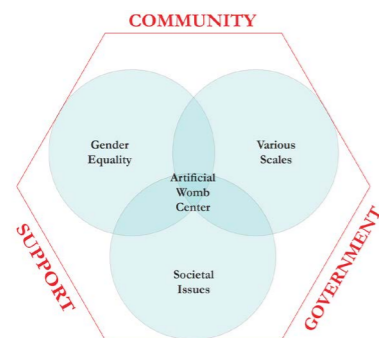 COMMUNITY
Gender
Equality
Various
Scales
Artificial
Womb
Center
SUPPORT
GOVERNMENT
Societal
Issues